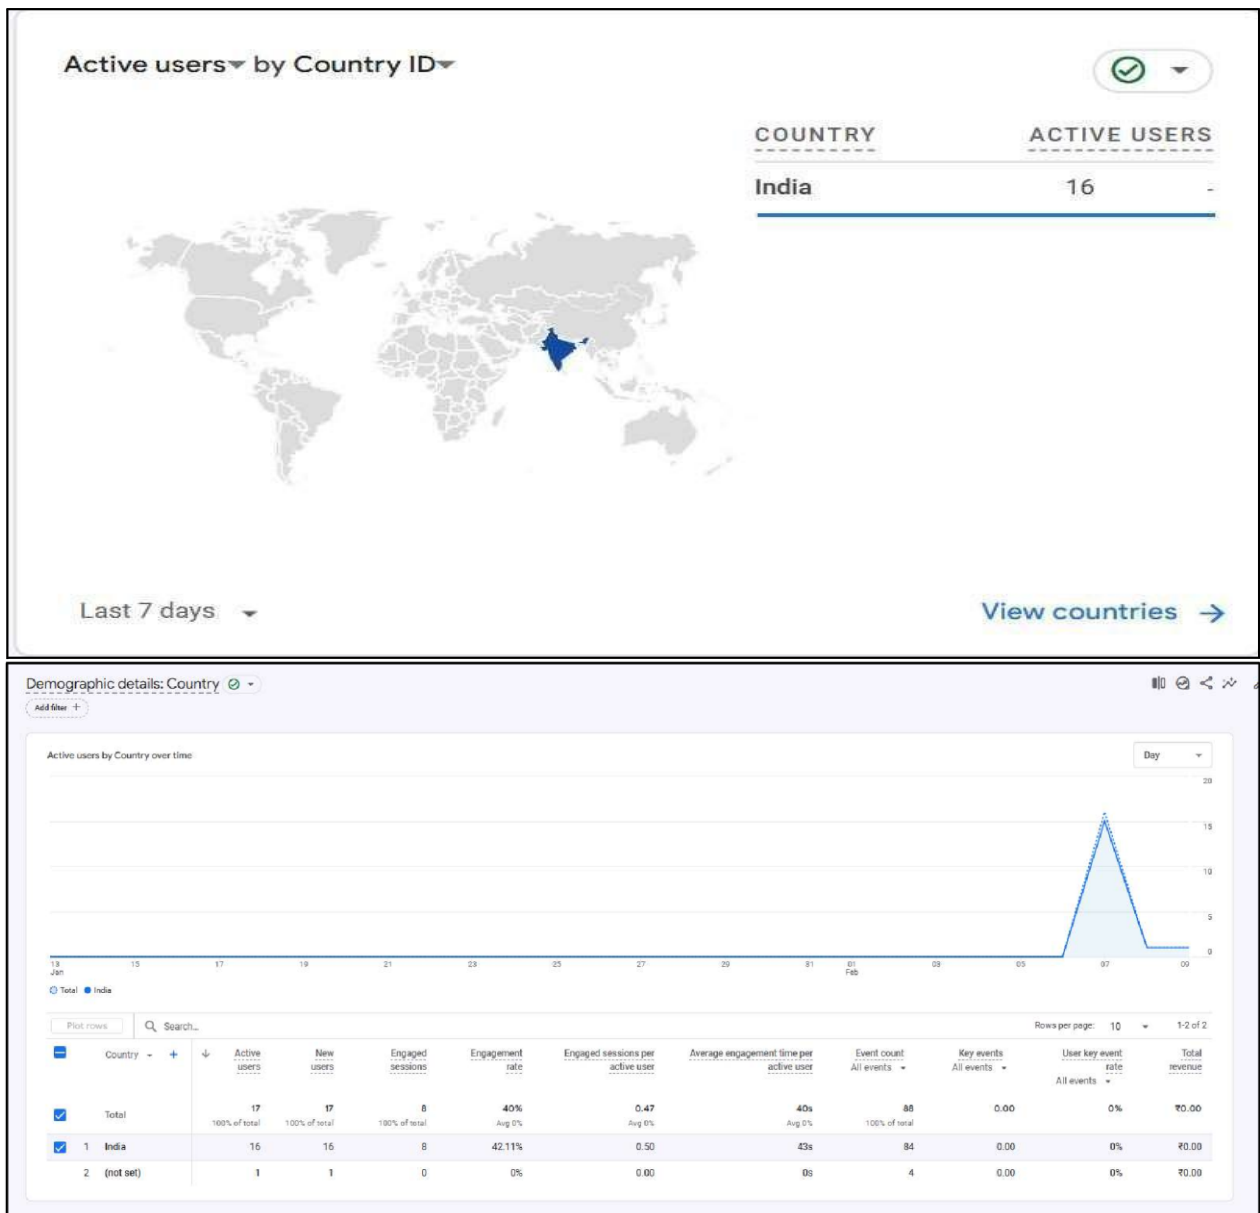 Active users by Country ID
COUNTRY ACTIVE USERS
India 16 -
Last 7 days
View countries →
Demographic details: Country
Add filter +
Active users by Country over time
Day
20
15
10
5
0
13 15 17 19 21 23 25 27 29 31 01 03 05 07 09
Jan Feb
Total India
Plot rows Search... Rows per page: 10 1-2 of 2
Country + ↓ Active users New users Engaged sessions Engagement rate Engaged sessions per active user Average engagement time per active user Event count All events Key events All events User key event rate All events Total revenue
Total 17 17 8 40% 0.47 40s 88 0.00 0% ₹0.00
100% of total 100% of total 100% of total Avg 0% Avg 0% Avg 0% 100% of total
1 India 16 16 8 42.11% 0.50 43s 84 0.00 0% ₹0.00
2 (not set) 1 1 0 0% 0.00 0s 4 0.00 0% ₹0.00